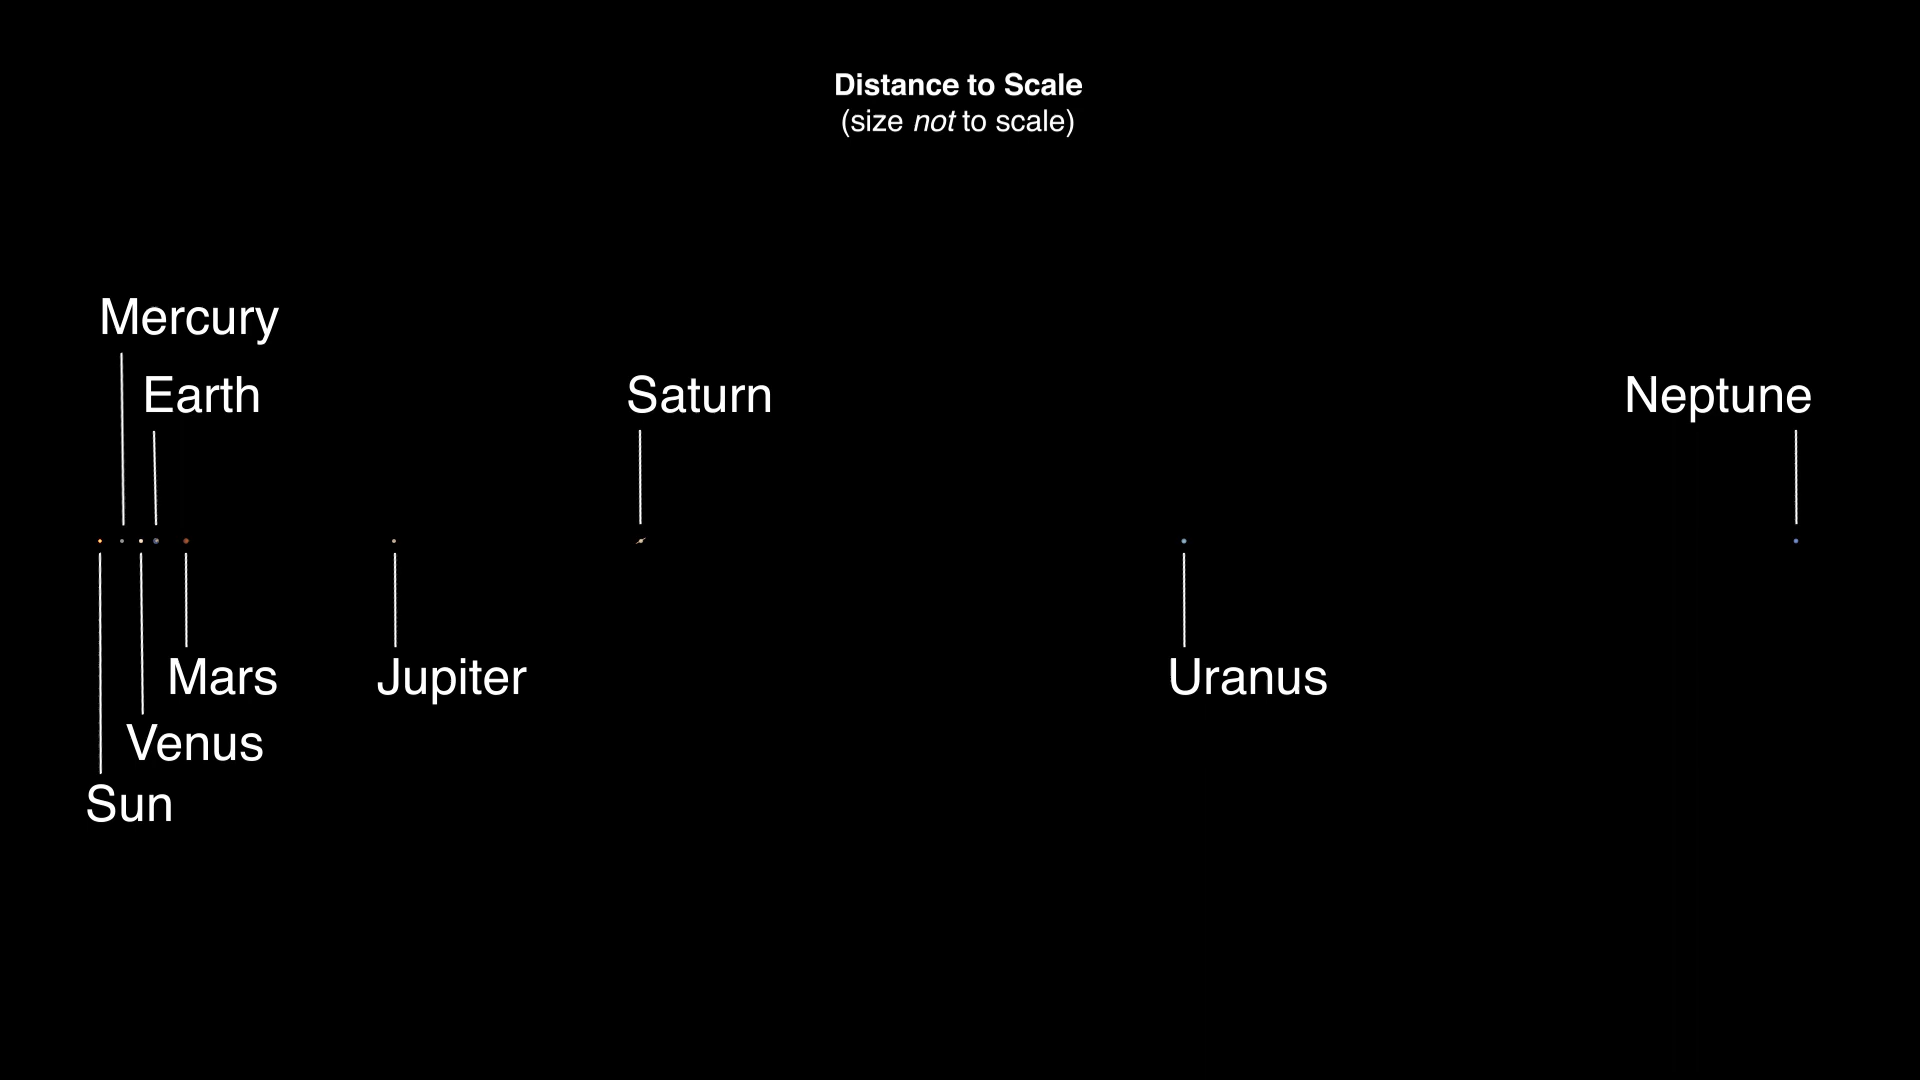 Distance to Scale
(size not to scale)
Mercury
Earth
Saturn
Neptune
Mars
Jupiter
Uranus
Venus
Sun